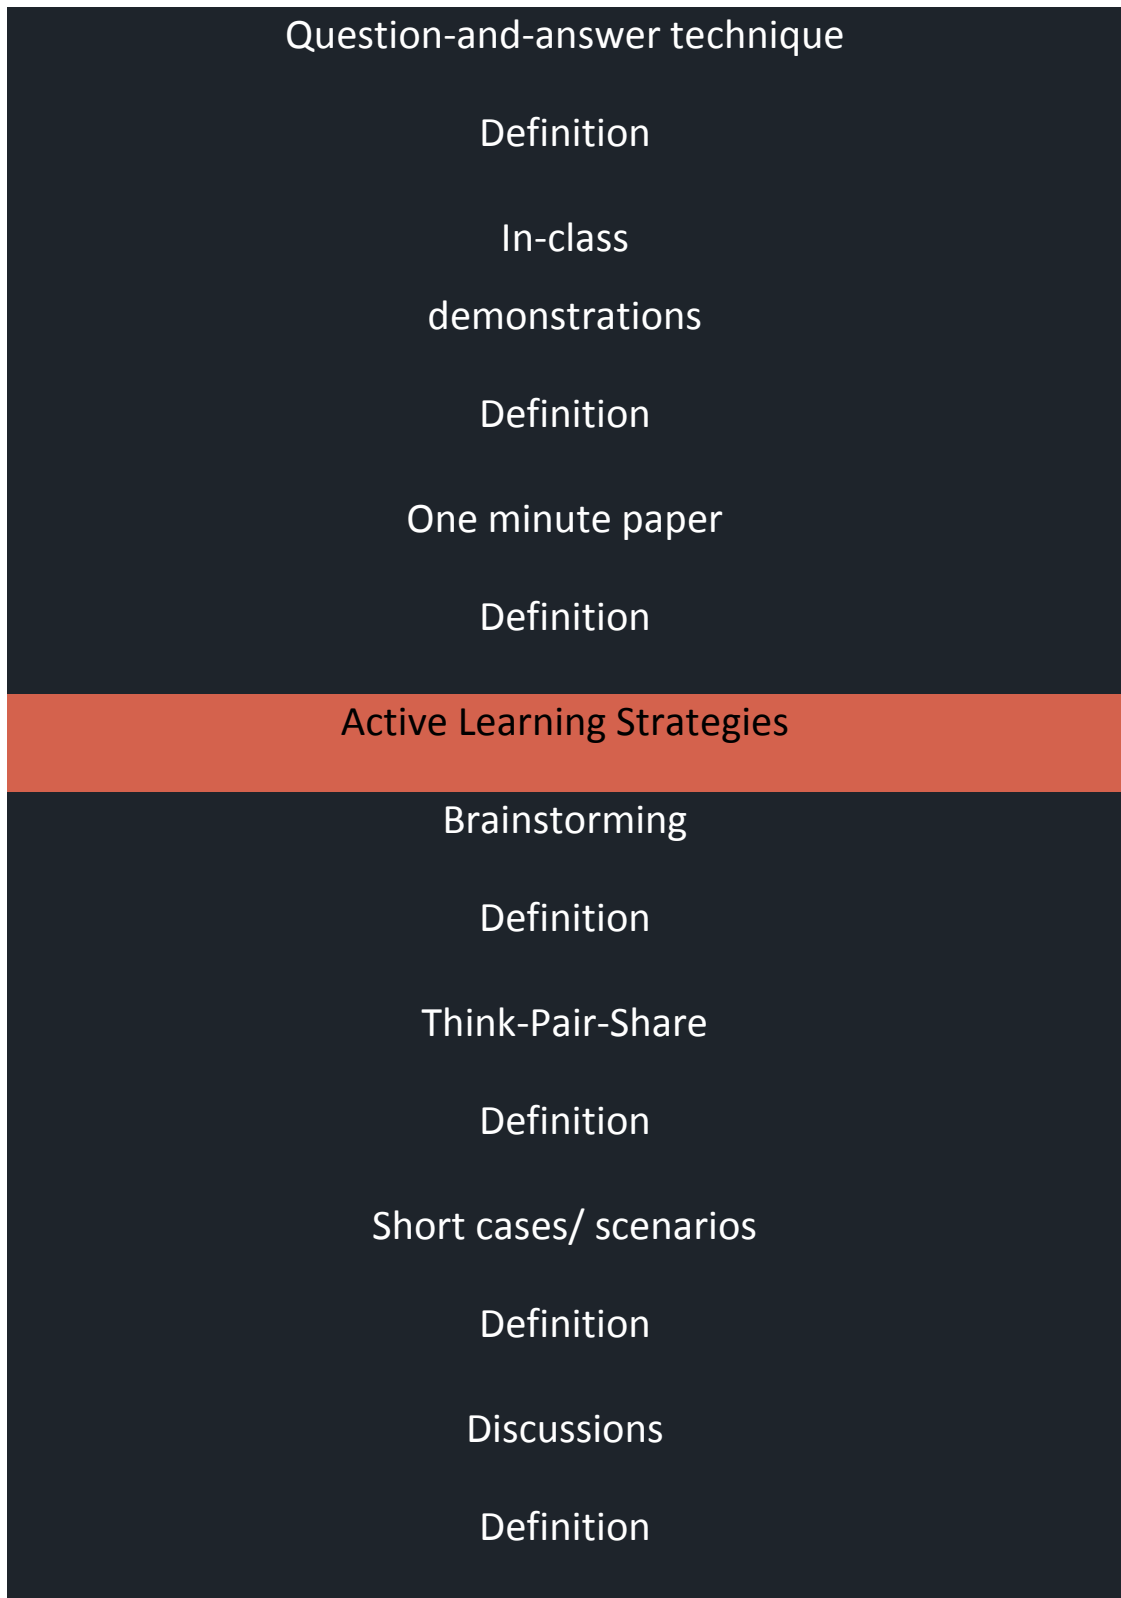 Question-and-answer technique
Definition
In-class
demonstrations
Definition
One minute paper
Definition
Active Learning Strategies
Brainstorming
Definition
Think-Pair-Share
Definition
Short cases/ scenarios
Definition
Discussions
Definition